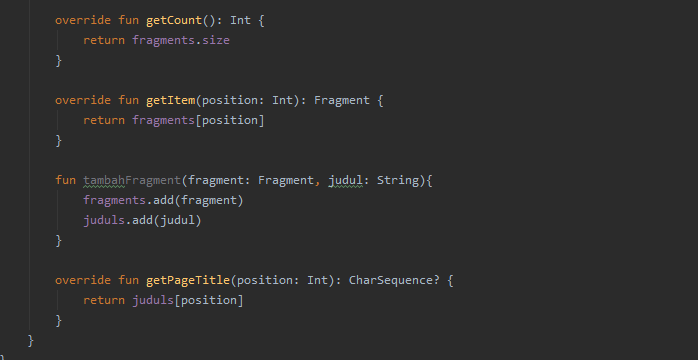 override fun getCount(): Int {
return fragments.size
}
override fun getItem(position: Int): Fragment {
return fragments[position]
}
fun tambahFragment(fragment: Fragment, judul: String){
fragments.add(fragment)
juduls.add(judul)
}
override fun getPageTitle(position: Int): CharSequence? {
return juduls[position]
}
}
}